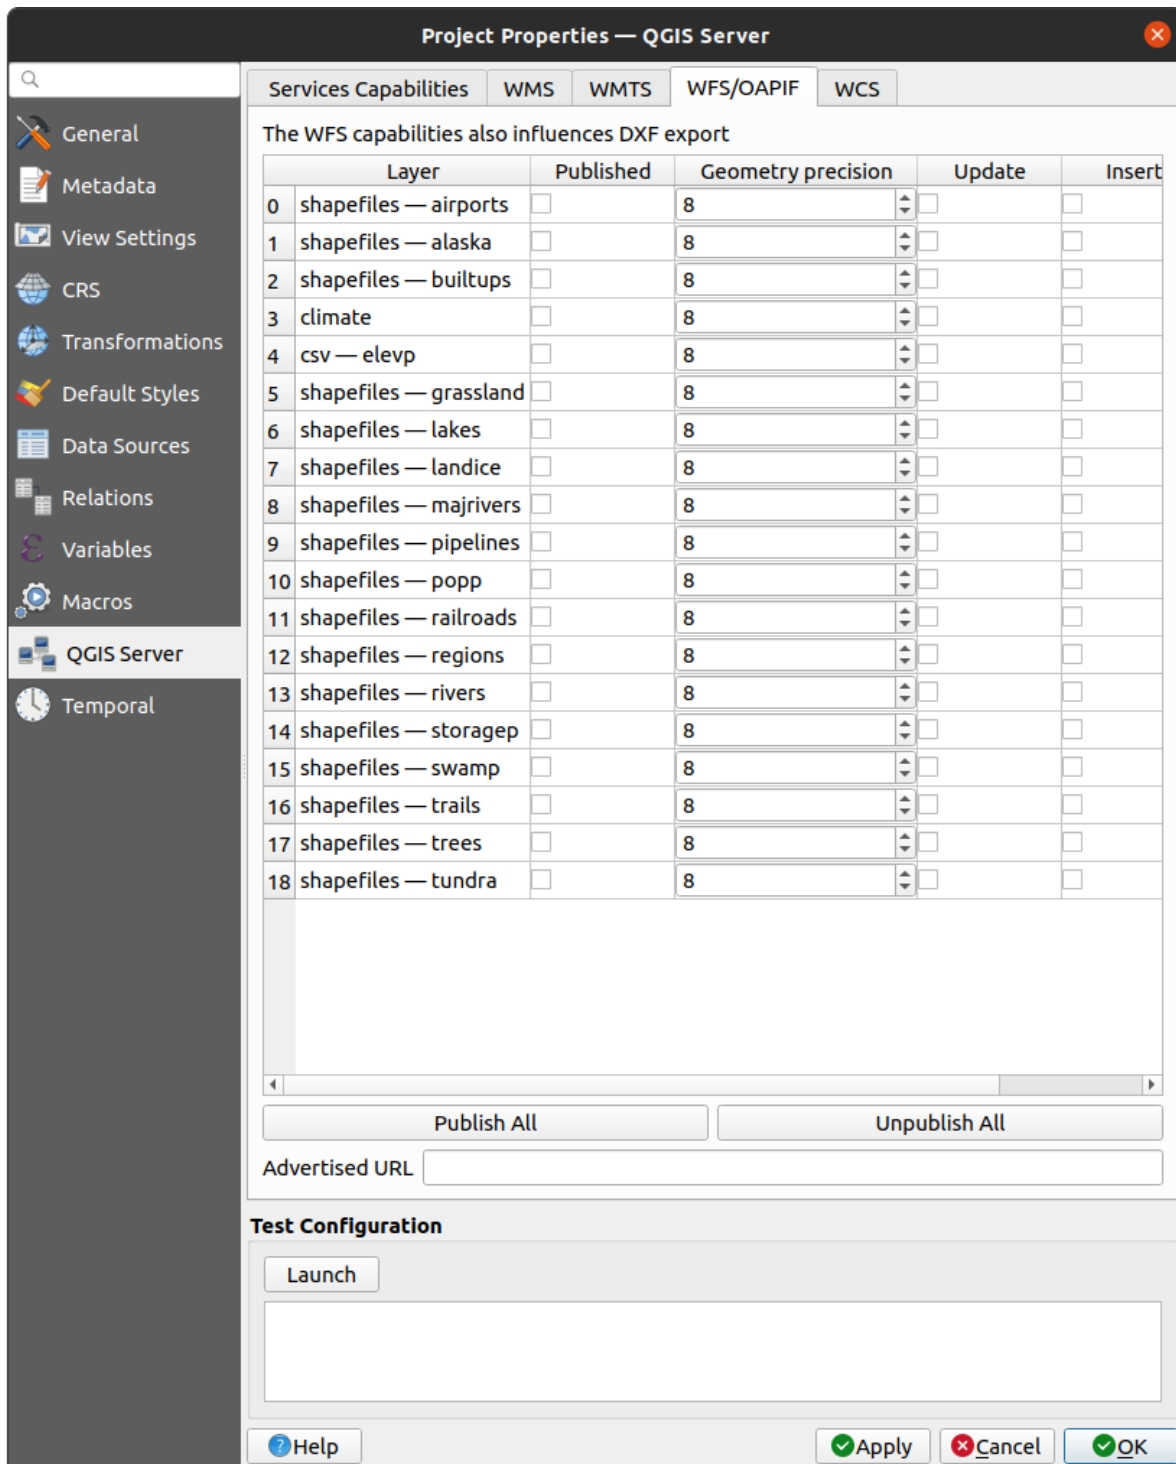 Project Properties — QGIS Server
General
Metadata
View Settings
CRS
Transformations
Default Styles
Data Sources
Relations
Variables
Macros
QGIS Server
Temporal
Services Capabilities WMS WMTS WFS/OAPIF WCS
The WFS capabilities also influences DXF export
Layer Published Geometry precision Update Insert
0 shapefiles — airports 8
1 shapefiles — alaska 8
2 shapefiles — builtups 8
3 climate 8
4 csv — elevp 8
5 shapefiles — grassland 8
6 shapefiles — lakes 8
7 shapefiles — landice 8
8 shapefiles — majrivers 8
9 shapefiles — pipelines 8
10 shapefiles — popp 8
11 shapefiles — railroads 8
12 shapefiles — regions 8
13 shapefiles — rivers 8
14 shapefiles — storagep 8
15 shapefiles — swamp 8
16 shapefiles — trails 8
17 shapefiles — trees 8
18 shapefiles — tundra 8
Publish All Unpublish All
Advertised URL
Test Configuration
Launch
Help Apply Cancel OK